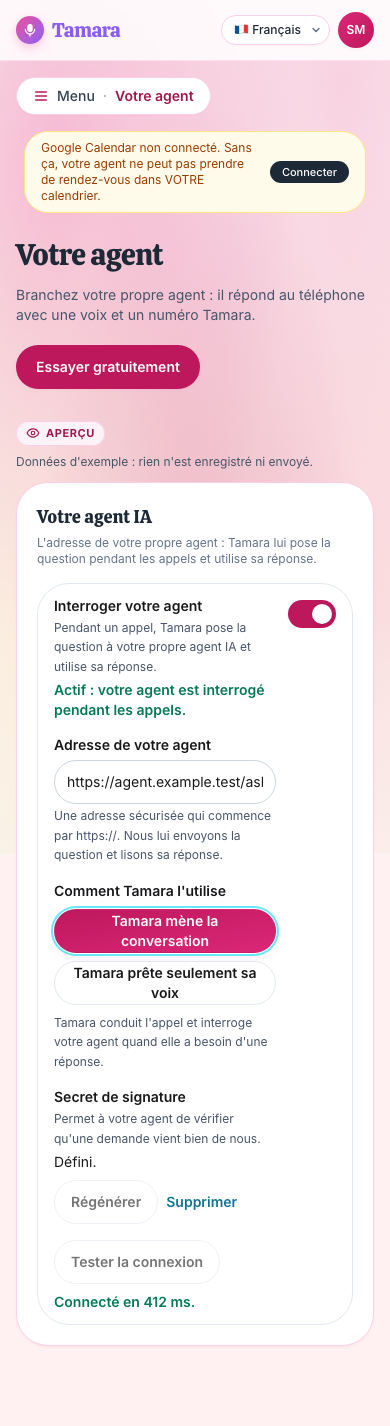 Tamara
Français
SM
Menu · Votre agent
Google Calendar non connecté. Sans
ça, votre agent ne peut pas prendre
de rendez-vous dans VOTRE
calendrier.
Connecter
Votre agent
Branchez votre propre agent : il répond au téléphone
avec une voix et un numéro Tamara.
Essayer gratuitement
APERÇU
Données d'exemple : rien n'est enregistré ni envoyé.
Votre agent IA
L'adresse de votre propre agent : Tamara lui pose la
question pendant les appels et utilise sa réponse.
Interroger votre agent
Pendant un appel, Tamara pose la
question à votre propre agent IA et
utilise sa réponse.
Actif : votre agent est interrogé
pendant les appels.
Adresse de votre agent
https://agent.example.test/asl
Une adresse sécurisée qui commence
par https://. Nous lui envoyons la
question et lisons sa réponse.
Comment Tamara l'utilise
Tamara mène la
conversation
Tamara prête seulement sa
voix
Tamara conduit l'appel et interroge
votre agent quand elle a besoin d'une
réponse.
Secret de signature
Permet à votre agent de vérifier
qu'une demande vient bien de nous.
Défini.
Régénérer Supprimer
Tester la connexion
Connecté en 412 ms.